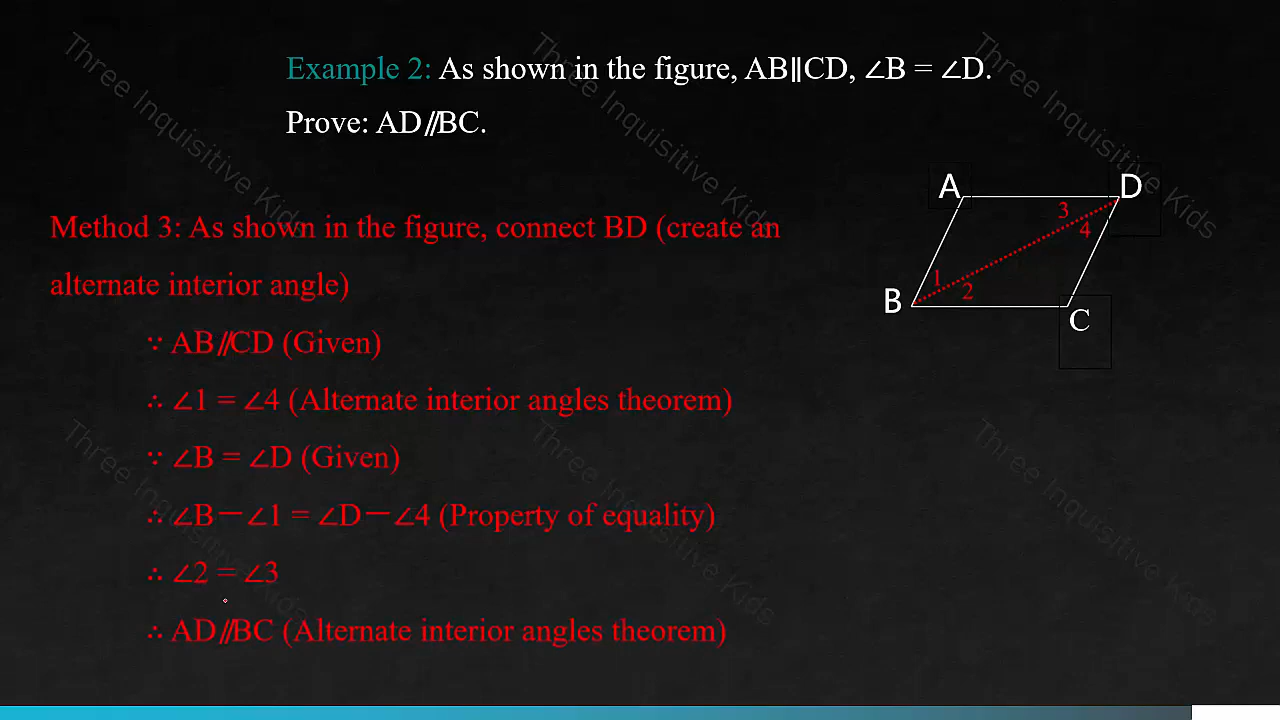 Example 2: As shown in the figure, AB∥CD, ∠B = ∠D.
Prove: AD∥BC.
Method 3: As shown in the figure, connect BD (create an
alternate interior angle)
∵ AB∥CD (Given)
∴ ∠1 = ∠4 (Alternate interior angles theorem)
∵ ∠B = ∠D (Given)
∴ ∠B－∠1 = ∠D－∠4 (Property of equality)
∴ ∠2 = ∠3
∴ AD∥BC (Alternate interior angles theorem)
A
D
3
4
1
2
B
C
Three Inquisitive Kids
Three Inquisitive Kids
Three Inquisitive Kids
Three Inquisitive Kids
Three Inquisitive Kids
Three Inquisitive Kids